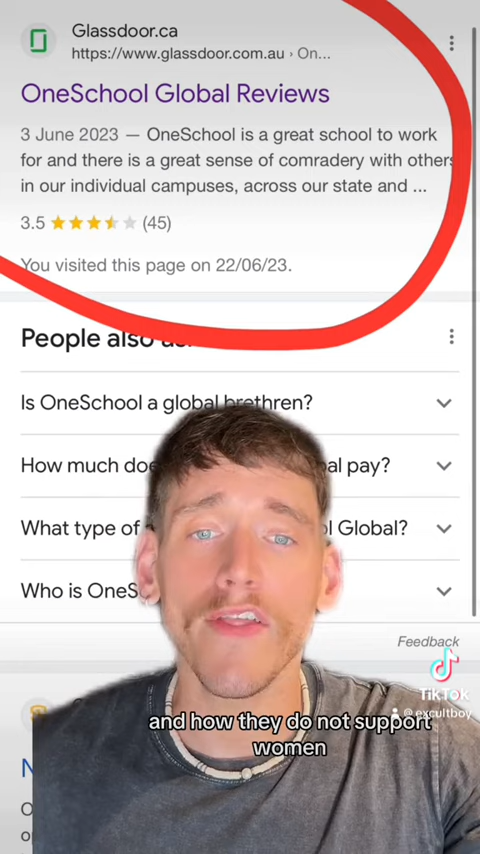 Glassdoor.ca
https://www.glassdoor.com.au › On...
OneSchool Global Reviews
3 June 2023 — OneSchool is a great school to work
for and there is a great sense of comradery with others
in our individual campuses, across our state and ...
3.5 (45)
You visited this page on 22/06/23.
People also
Is OneSchool a global brethren?
How much al pay?
What type of l Global?
Who is OneS
Feedback
TikTok
@excultboy
and how they do not support
women
N
O